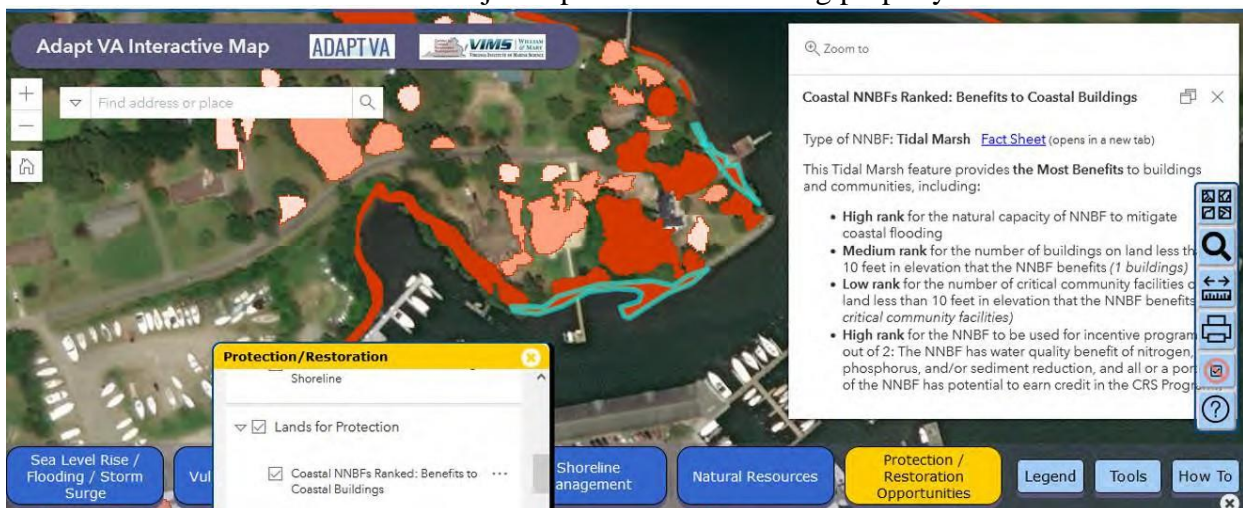 Adapt VA Interactive Map
ADAPTVA
VIMS WILLIAM & MARY
VIRGINIA INSTITUTE OF MARINE SCIENCE
+
Find address or place
−
Zoom to
Coastal NNBFs Ranked: Benefits to Coastal Buildings
Type of NNBF: Tidal Marsh Fact Sheet (opens in a new tab)
This Tidal Marsh feature provides the Most Benefits to buildings
and communities, including:
• High rank for the natural capacity of NNBF to mitigate
coastal flooding
• Medium rank for the number of buildings on land less th
10 feet in elevation that the NNBF benefits (1 buildings)
• Low rank for the number of critical community facilities o
land less than 10 feet in elevation that the NNBF benefits
critical community facilities)
• High rank for the NNBF to be used for incentive program
out of 2: The NNBF has water quality benefit of nitrogen,
phosphorus, and/or sediment reduction, and all or a por
of the NNBF has potential to earn credit in the CRS Progr
Protection/Restoration
Shoreline
Lands for Protection
Coastal NNBFs Ranked: Benefits to
Coastal Buildings
Sea Level Rise /
Flooding / Storm
Surge
Vul
Shoreline
anagement
Natural Resources
Protection /
Restoration
Opportunities
Legend
Tools
How To